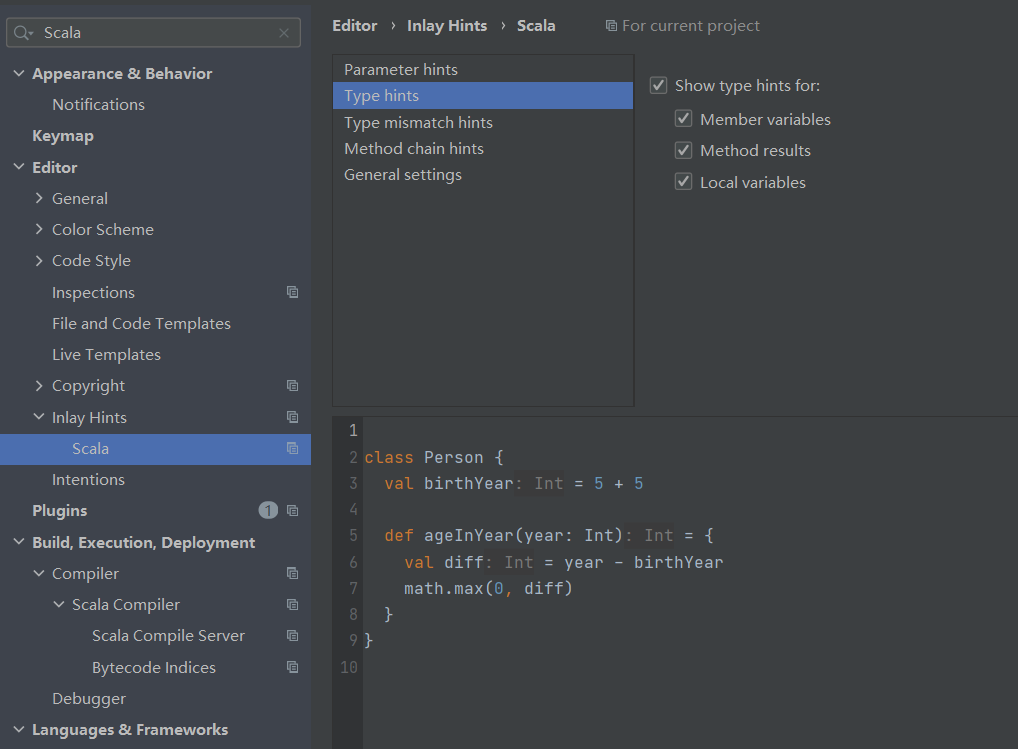 Scala
Appearance & Behavior
Notifications
Keymap
Editor
General
Color Scheme
Code Style
Inspections
File and Code Templates
Live Templates
Copyright
Inlay Hints
Scala
Intentions
Plugins 1
Build, Execution, Deployment
Compiler
Scala Compiler
Scala Compile Server
Bytecode Indices
Debugger
Languages & Frameworks
Editor › Inlay Hints › Scala For current project
Parameter hints
Type hints
Type mismatch hints
Method chain hints
General settings
Show type hints for:
Member variables
Method results
Local variables
1
2 class Person {
3 val birthYear: Int = 5 + 5
4
5 def ageInYear(year: Int): Int = {
6 val diff: Int = year - birthYear
7 math.max(0, diff)
8 }
9 }
10